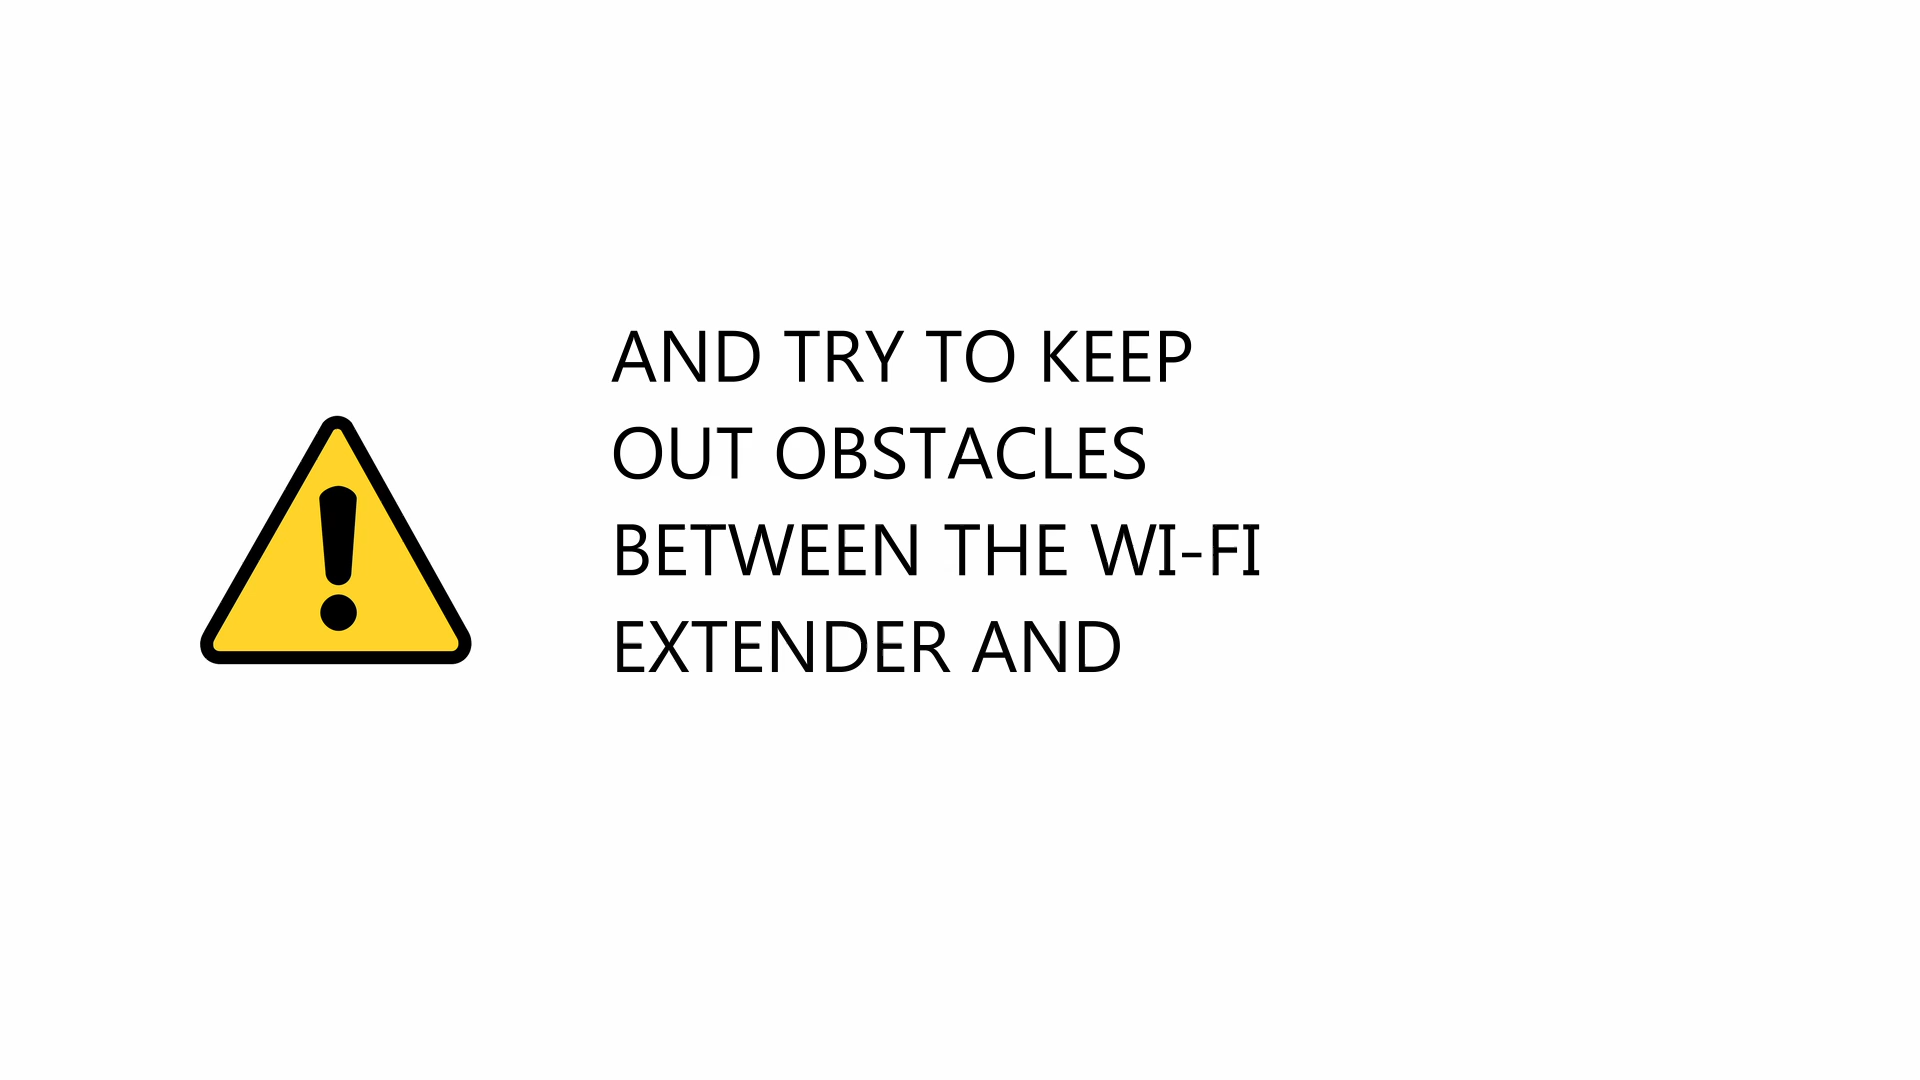 AND TRY TO KEEP
OUT OBSTACLES
BETWEEN THE WI-FI
EXTENDER AND